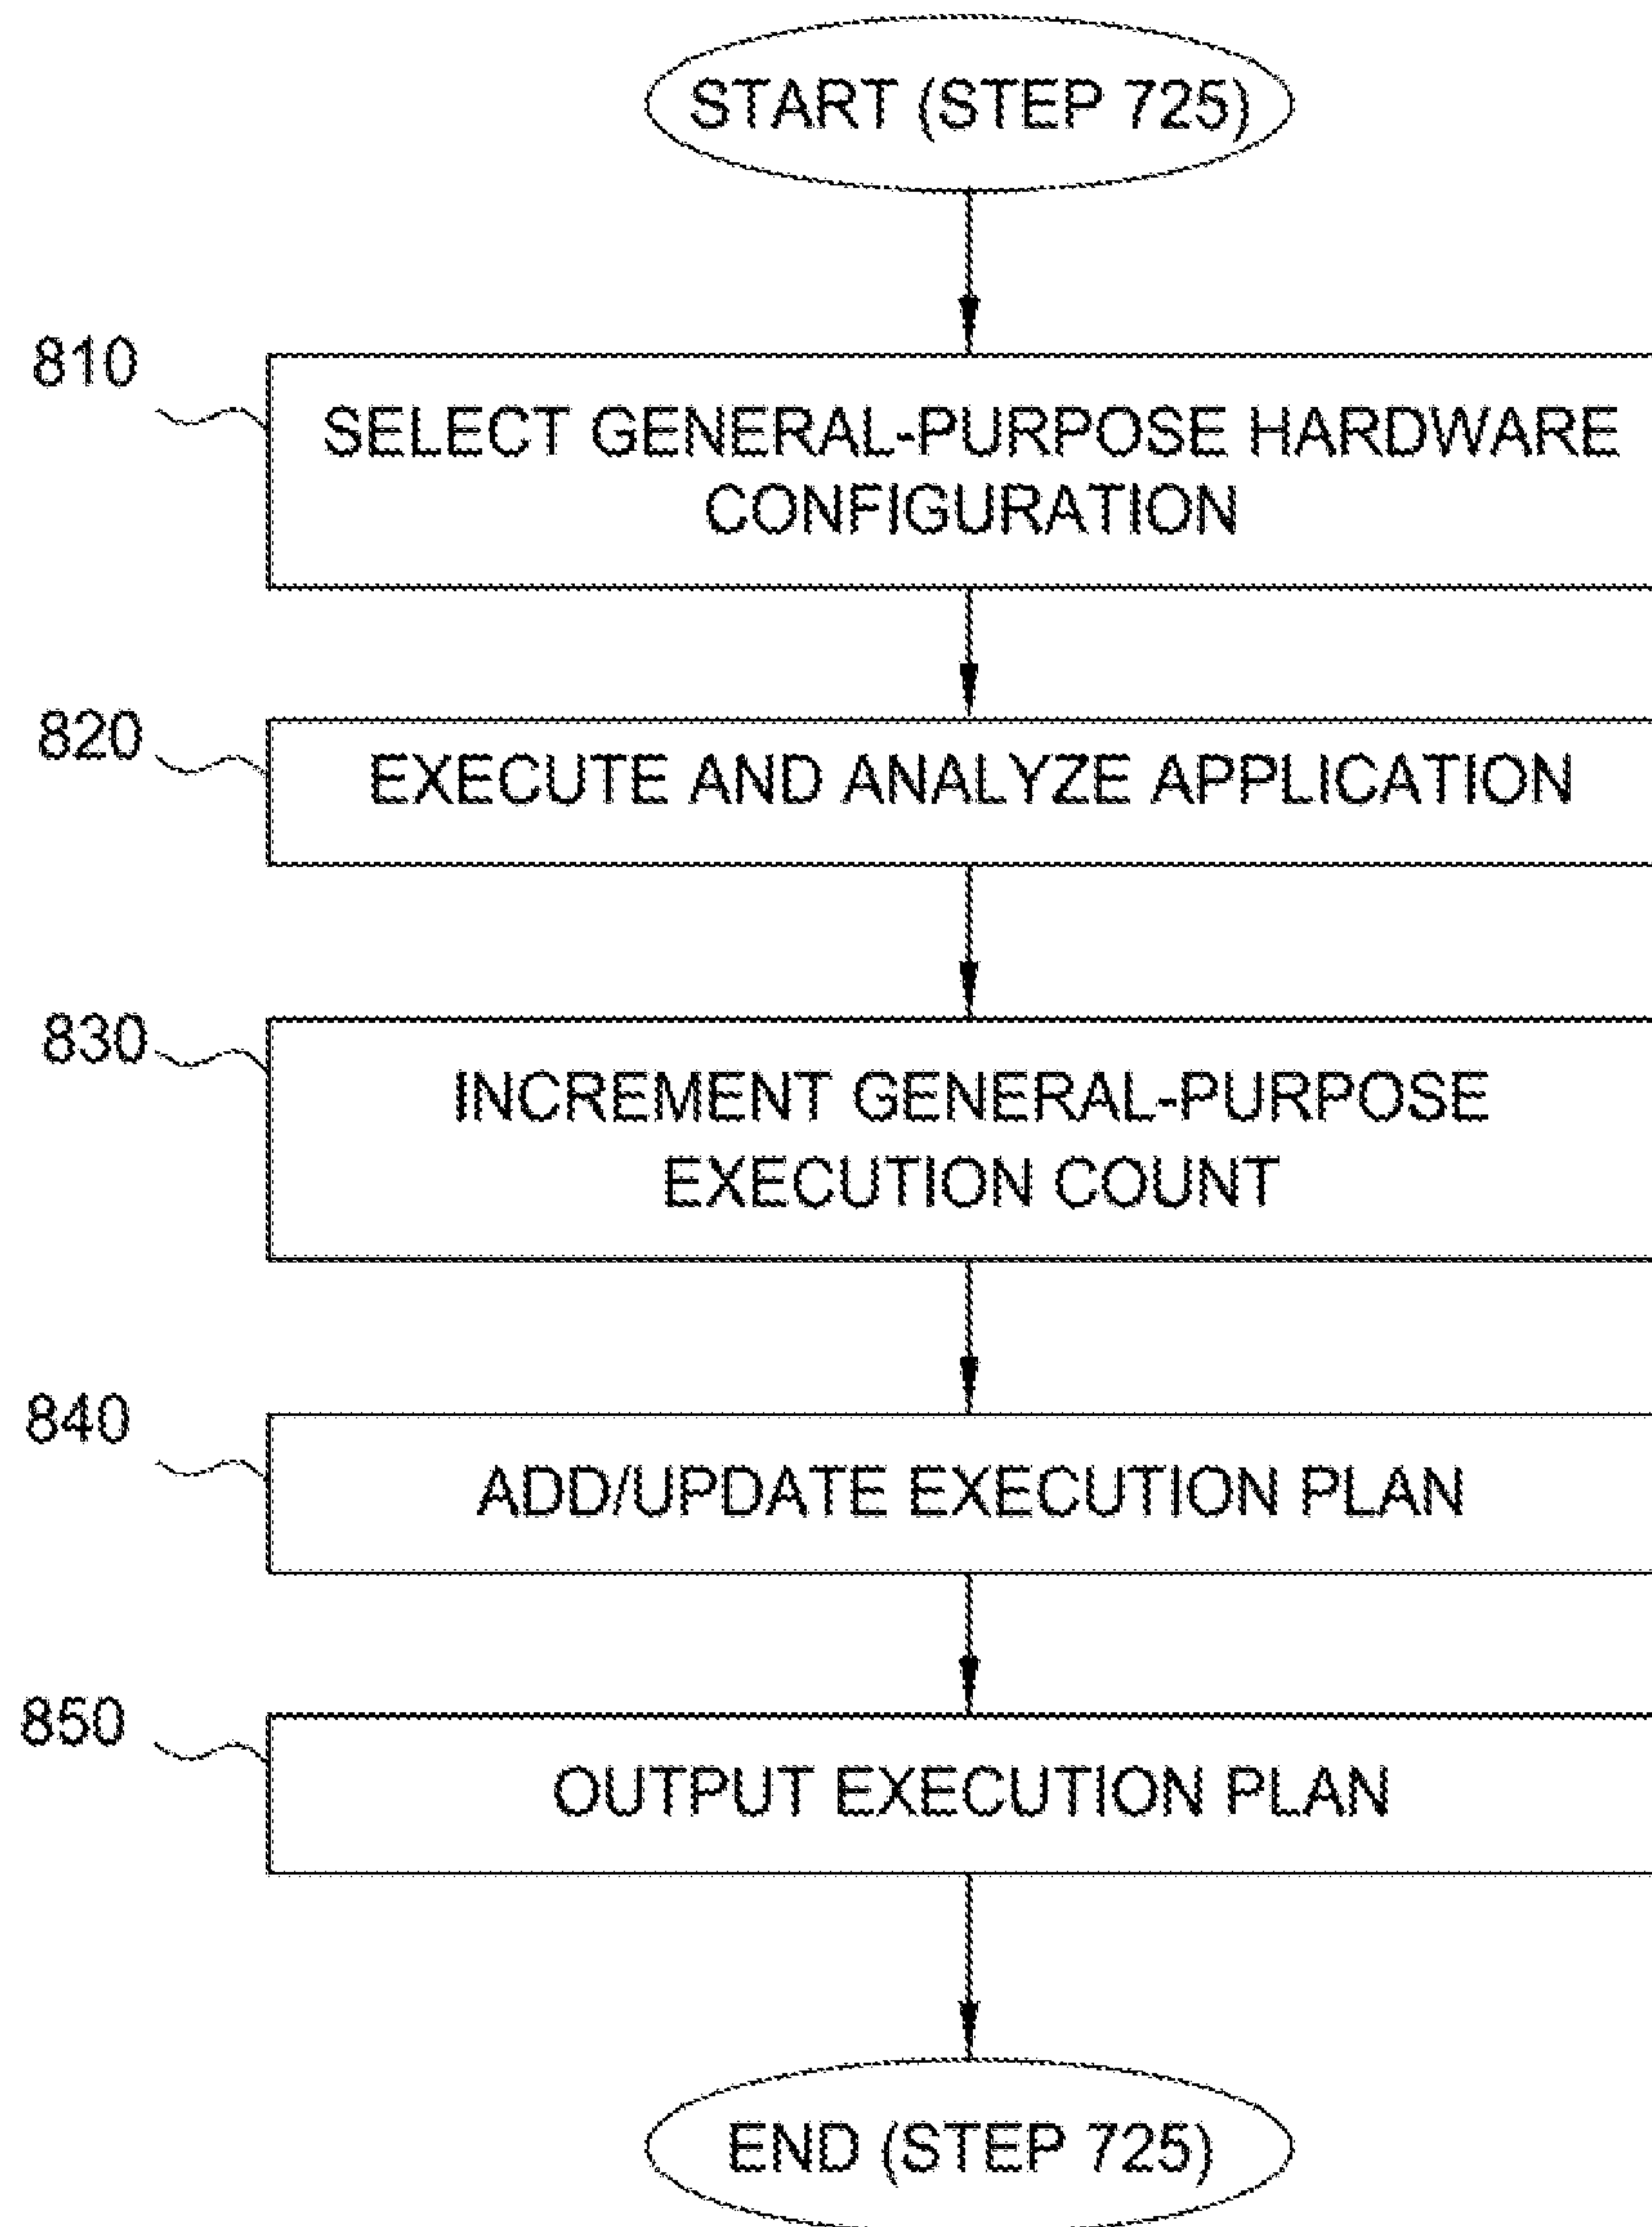 START (STEP 725)
810
SELECT GENERAL-PURPOSE HARDWARE
CONFIGURATION
820
EXECUTE AND ANALYZE APPLICATION
830
INCREMENT GENERAL-PURPOSE
EXECUTION COUNT
840
ADD/UPDATE EXECUTION PLAN
850
OUTPUT EXECUTION PLAN
END (STEP 725)